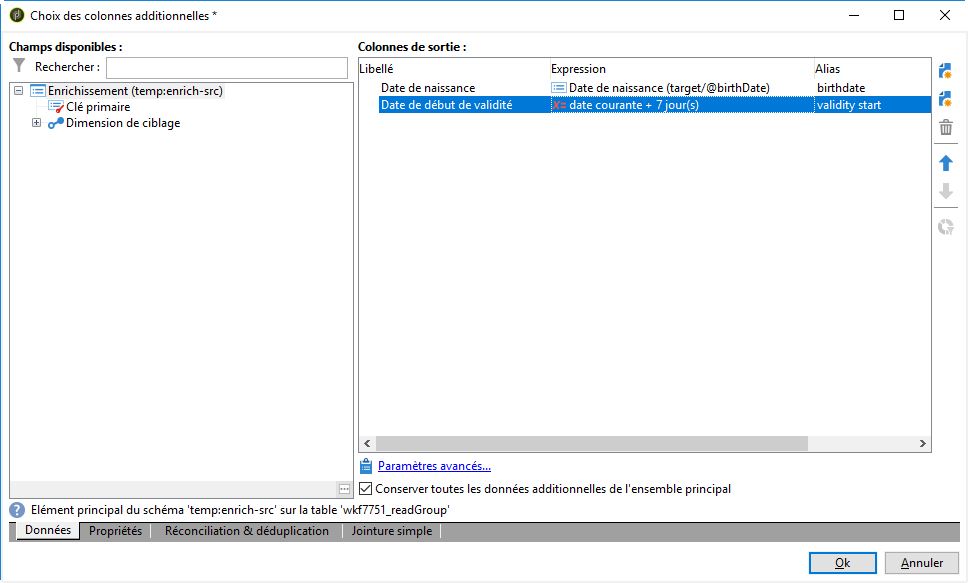 Choix des colonnes additionnelles *
Champs disponibles :
Rechercher :
Enrichissement (temp:enrich-src)
Clé primaire
Dimension de ciblage
Colonnes de sortie :
Libellé Expression Alias
Date de naissance Date de naissance (target/@birthDate) birthdate
Date de début de validité date courante + 7 jour(s) validity start
Paramètres avancés...
Conserver toutes les données additionnelles de l'ensemble principal
Elément principal du schéma 'temp:enrich-src' sur la table 'wkf7751_readGroup'
Données Propriétés Réconciliation & déduplication Jointure simple
Ok Annuler